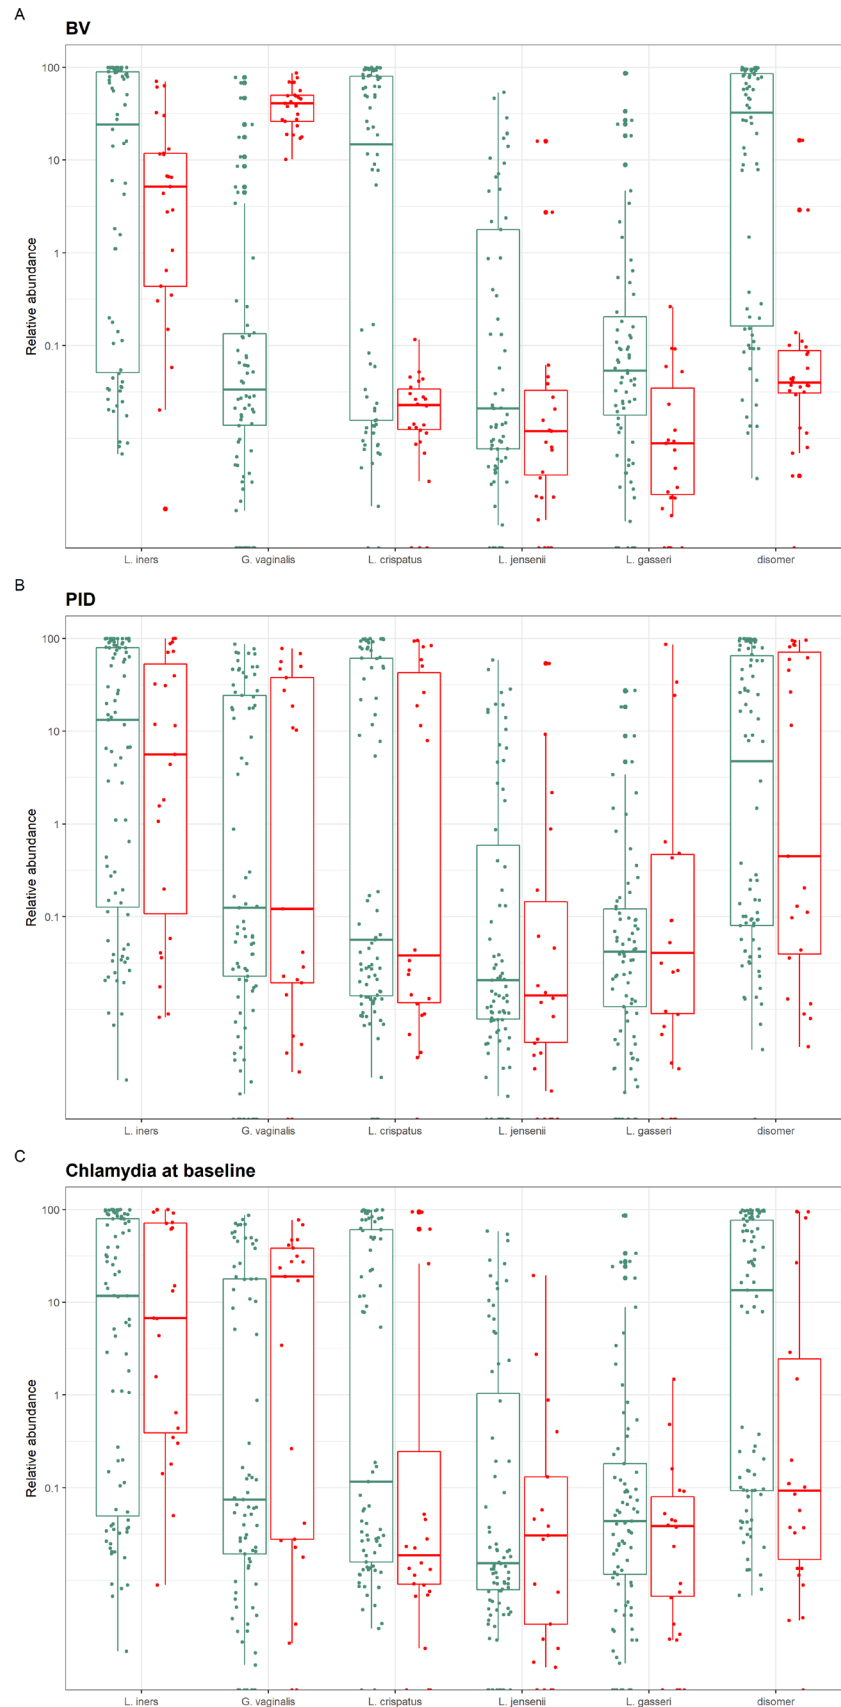 A
BV
100
10
1
0.1
Relative abundance
L. iners G. vaginalis L. crispatus L. jensenii L. gasseri disomer
B
PID
100
10
1
0.1
Relative abundance
L. iners G. vaginalis L. crispatus L. jensenii L. gasseri disomer
C
Chlamydia at baseline
100
10
1
0.1
Relative abundance
L. iners G. vaginalis L. crispatus L. jensenii L. gasseri disomer